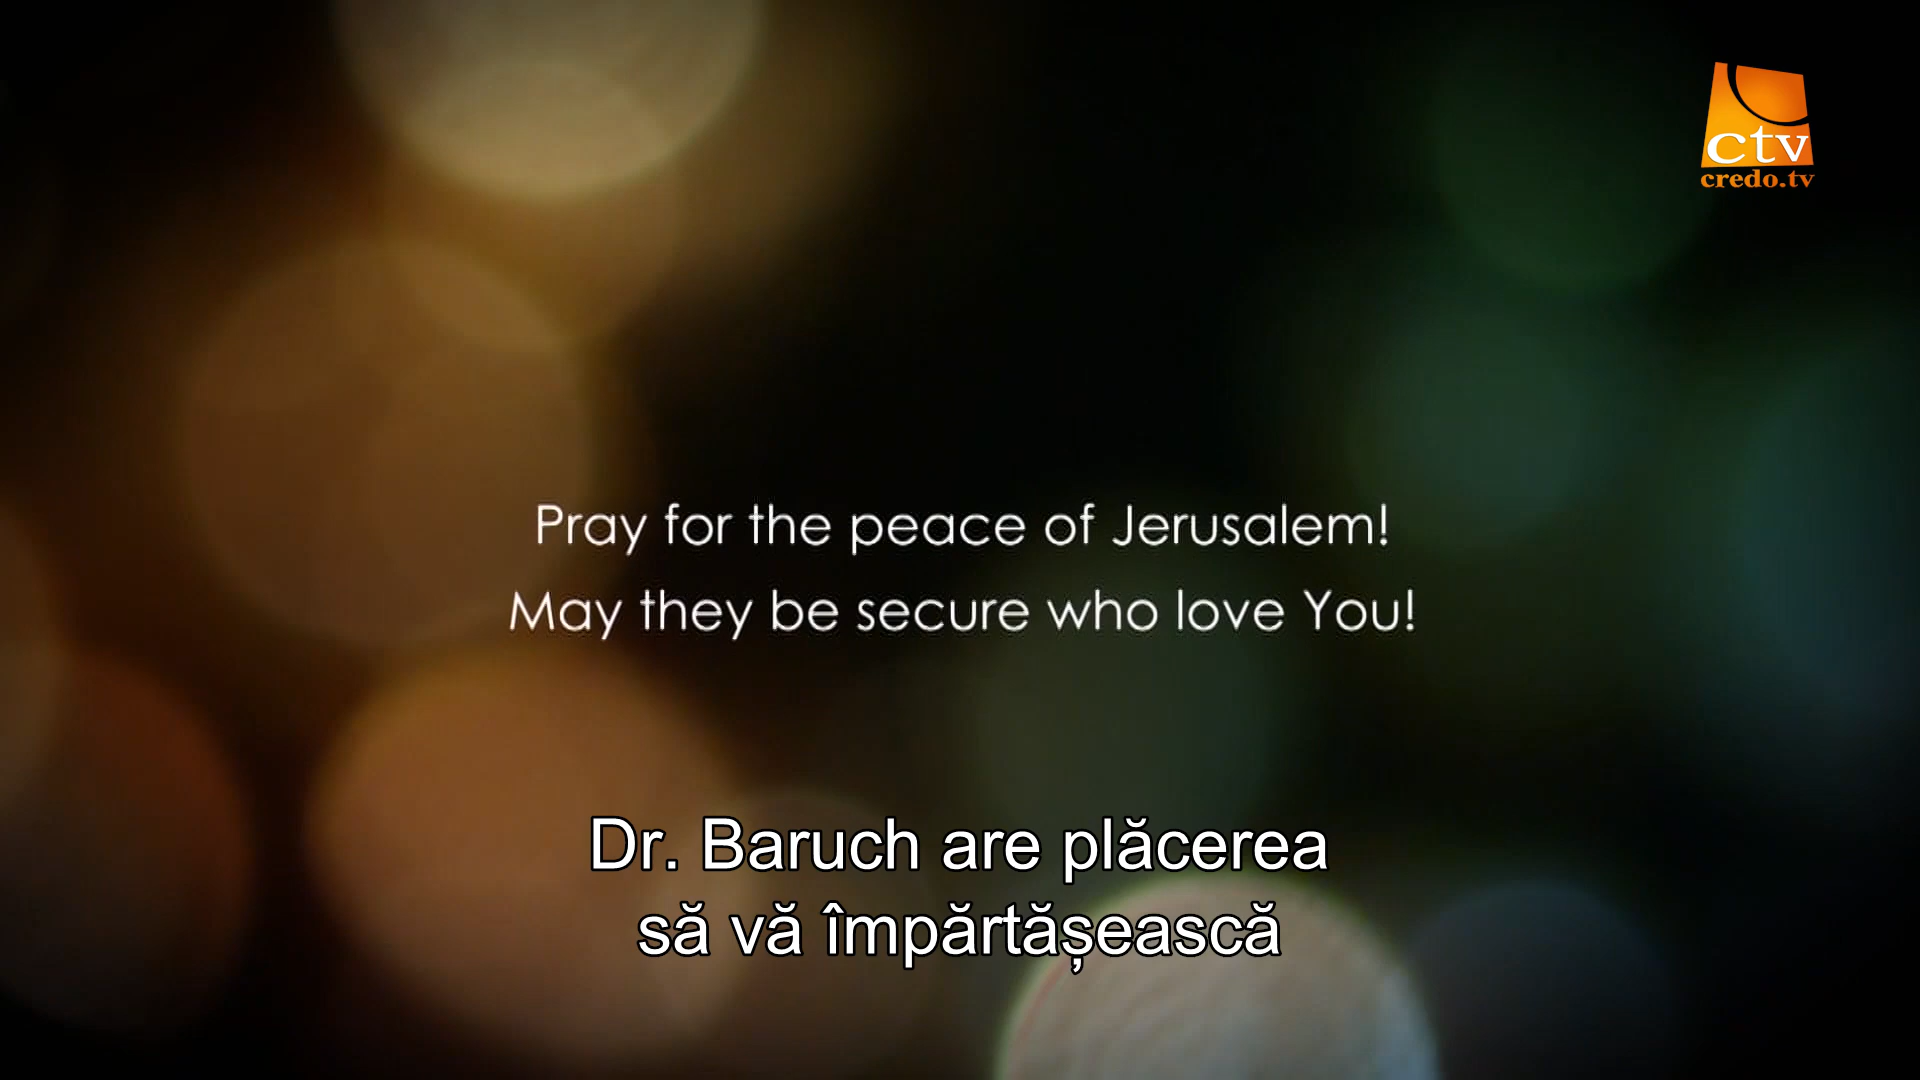 ctv
credo.tv
Pray for the peace of Jerusalem!
May they be secure who love You!
Dr. Baruch are plăcerea
să vă împărtășească